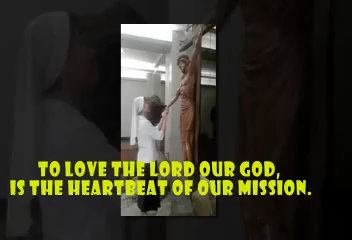 TO LOVE THE LORD OUR GOD,
IS THE HEARTBEAT OF OUR MISSION.